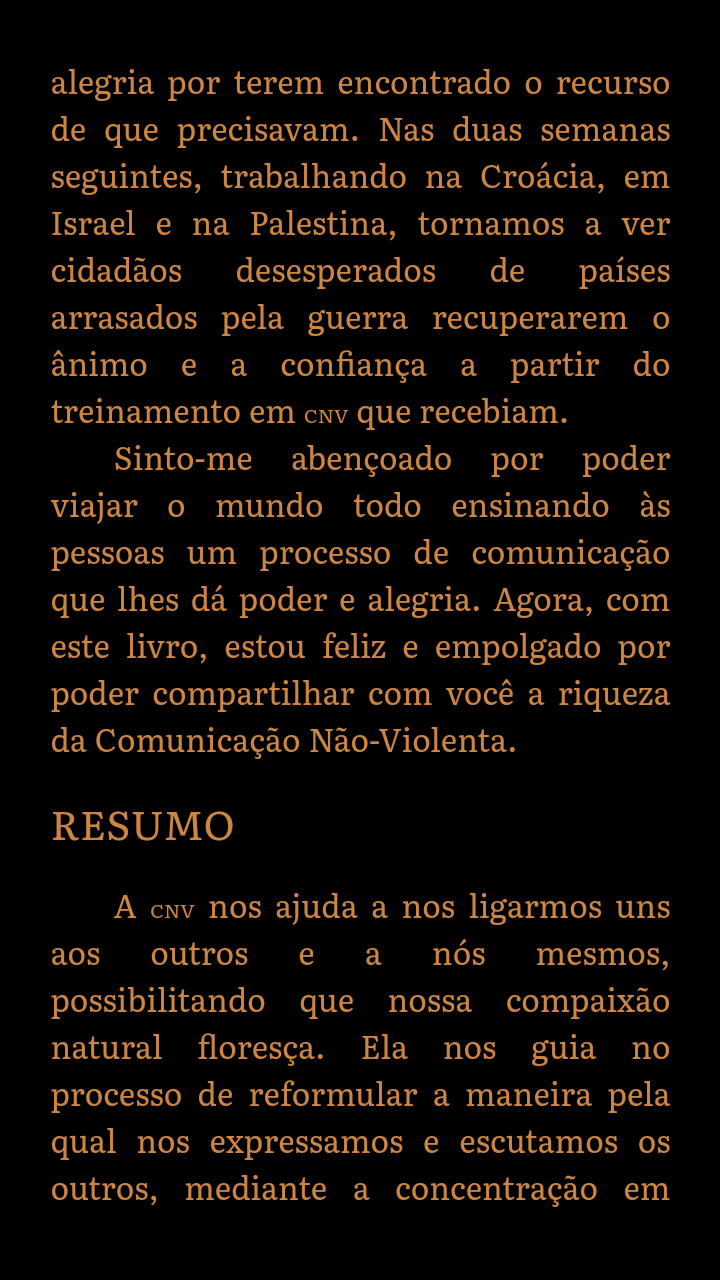 alegria por terem encontrado o recurso
de que precisavam. Nas duas semanas
seguintes, trabalhando na Croácia, em
Israel e na Palestina, tornamos a ver
cidadãos desesperados de países
arrasados pela guerra recuperarem o
ânimo e a confiança a partir do
treinamento em CNV que recebiam.
Sinto-me abençoado por poder
viajar o mundo todo ensinando às
pessoas um processo de comunicação
que lhes dá poder e alegria. Agora, com
este livro, estou feliz e empolgado por
poder compartilhar com você a riqueza
da Comunicação Não-Violenta.
RESUMO
A CNV nos ajuda a nos ligarmos uns
aos outros e a nós mesmos,
possibilitando que nossa compaixão
natural floresça. Ela nos guia no
processo de reformular a maneira pela
qual nos expressamos e escutamos os
outros, mediante a concentração em